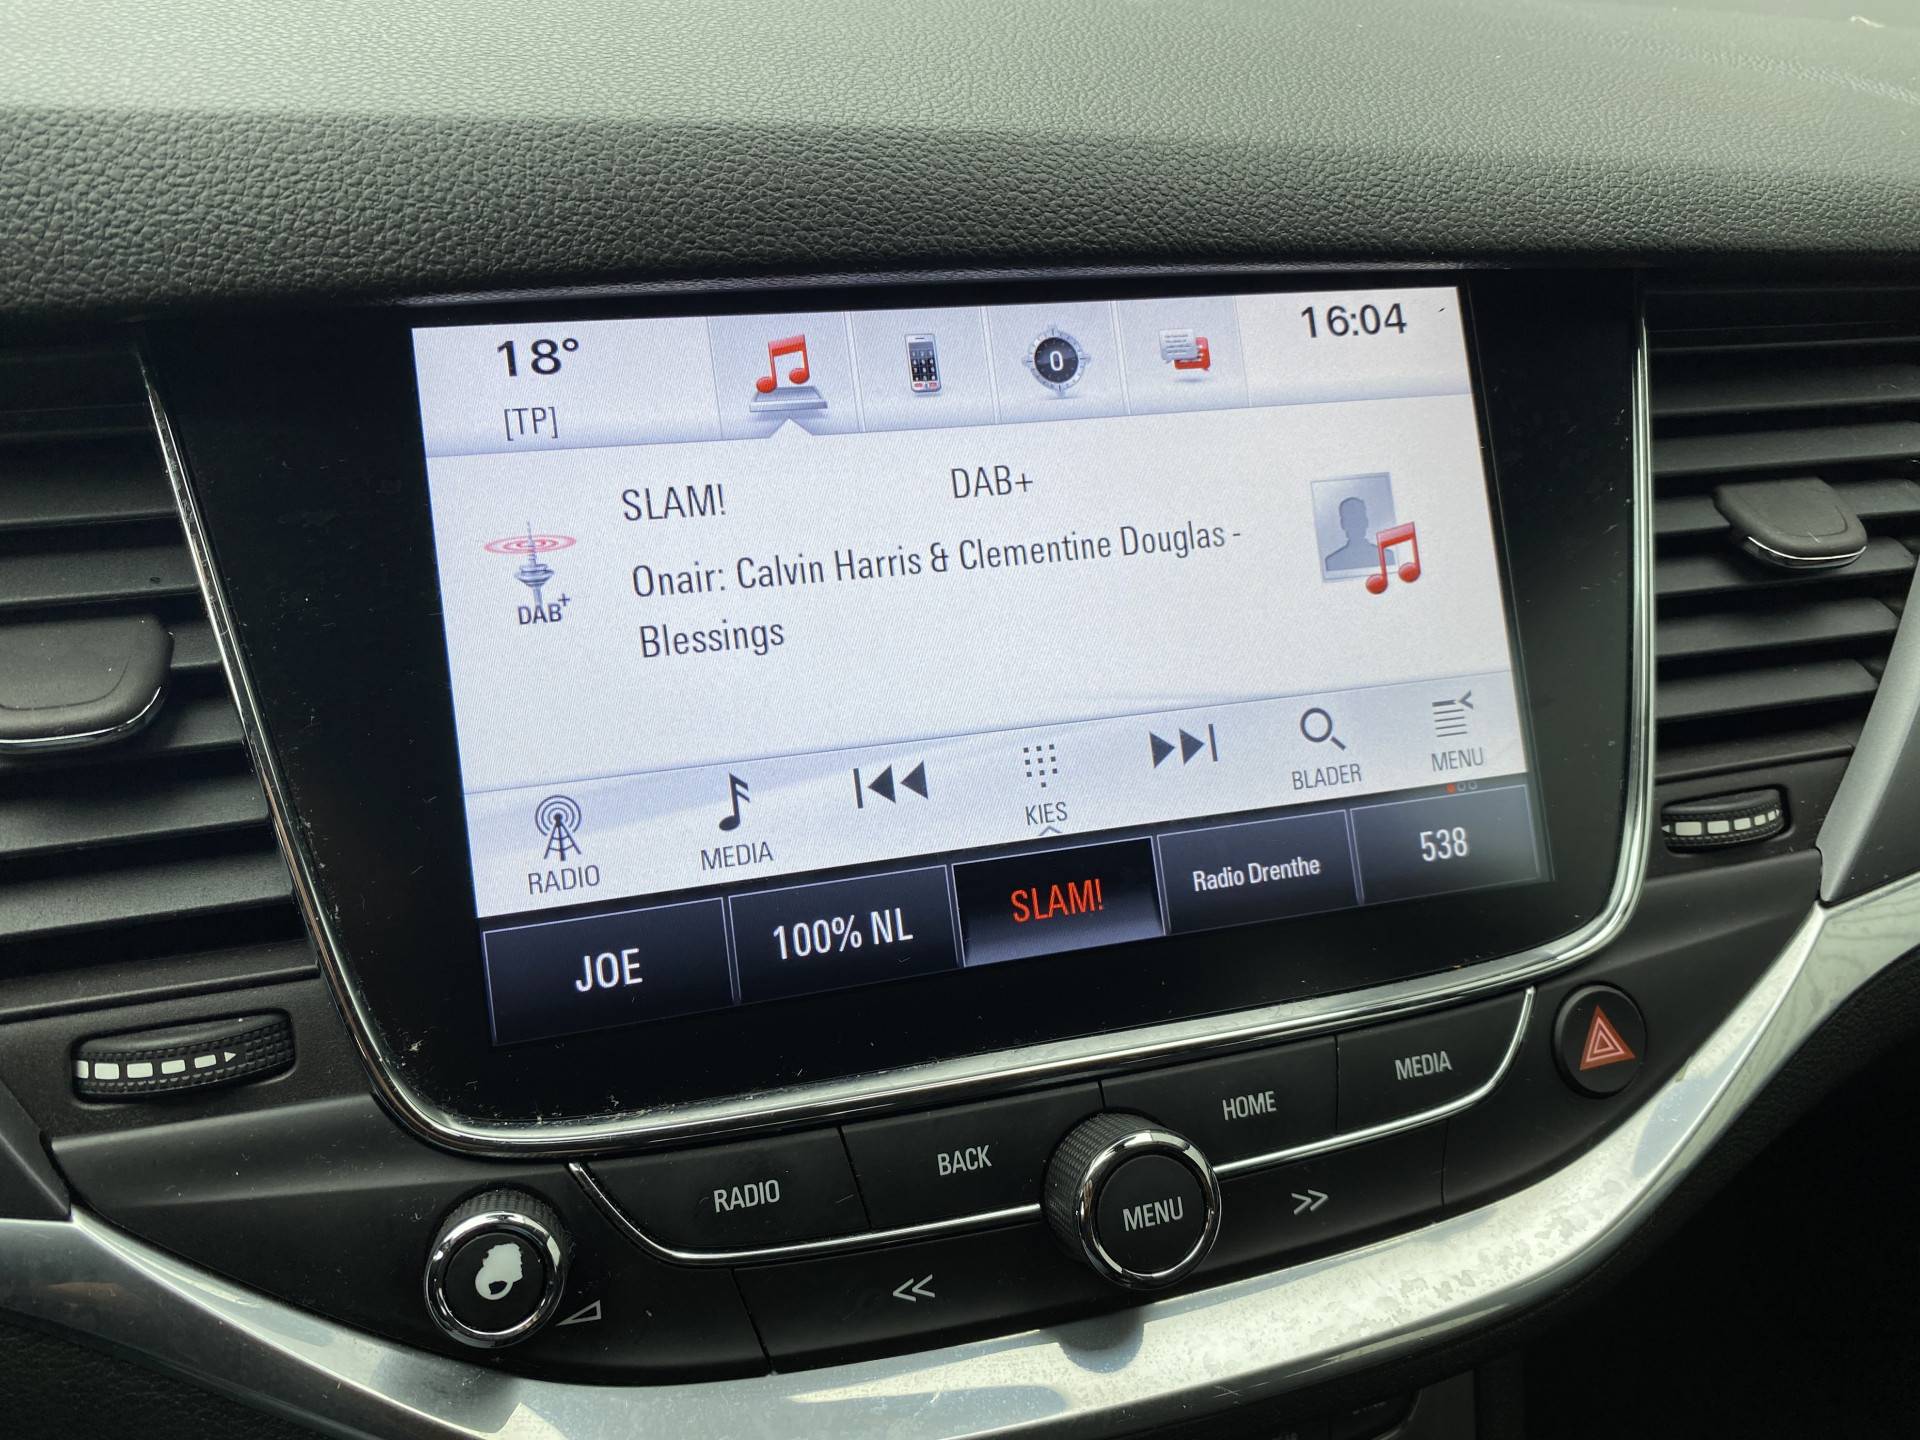 18°
16:04
[TP]
0
SLAM!
DAB+
Onair: Calvin Harris & Clementine Douglas -
Blessings
DAB+
RADIO
MEDIA
KIES
BLADER
MENU
JOE
100% NL
SLAM!
Radio Drenthe
538
RADIO
BACK
MENU
HOME
MEDIA